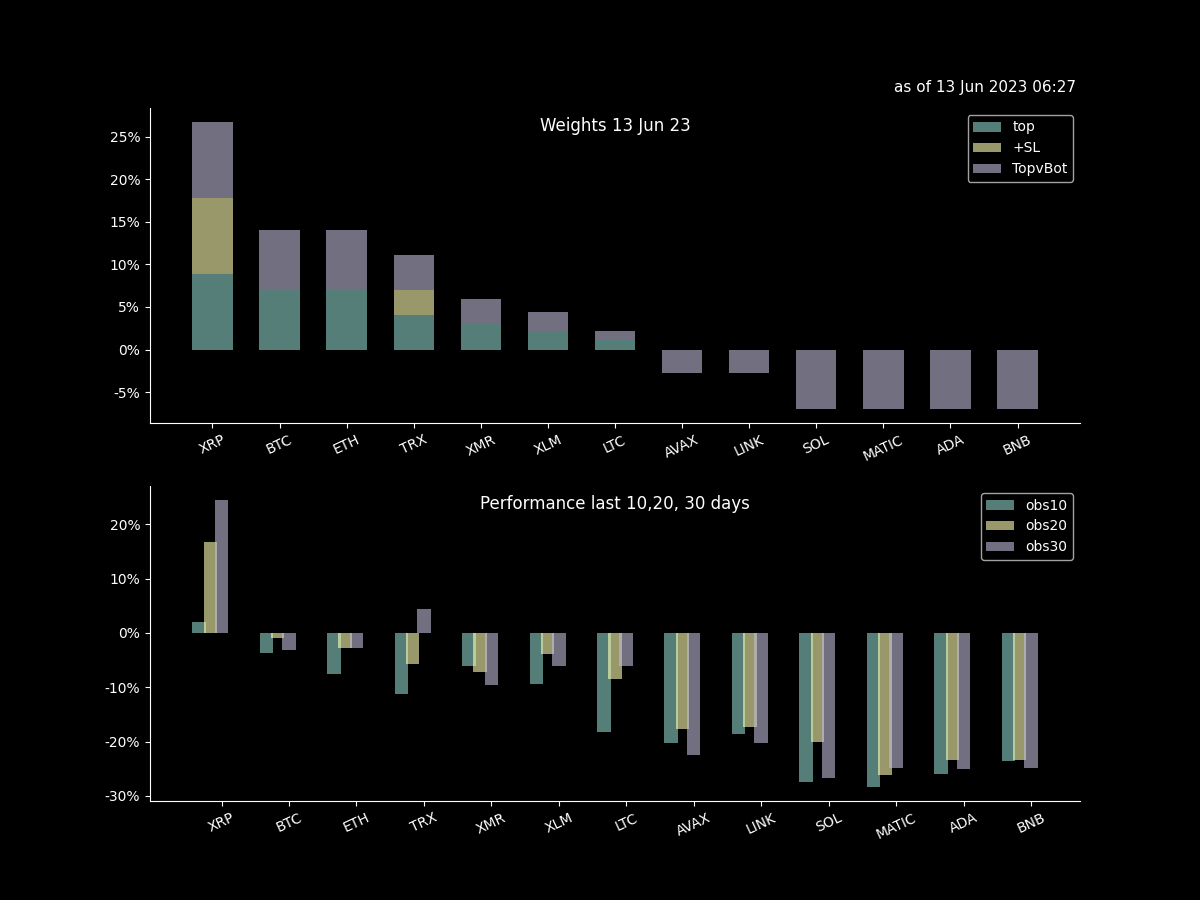 as of 13 Jun 2023 06:27
Weights 13 Jun 23
top
+SL
TopvBot
25%
20%
15%
10%
5%
0%
-5%
XRP BTC ETH TRX XMR XLM LTC AVAX LINK SOL MATIC ADA BNB
Performance last 10,20, 30 days
obs10
obs20
obs30
20%
10%
0%
-10%
-20%
-30%
XRP BTC ETH TRX XMR XLM LTC AVAX LINK SOL MATIC ADA BNB